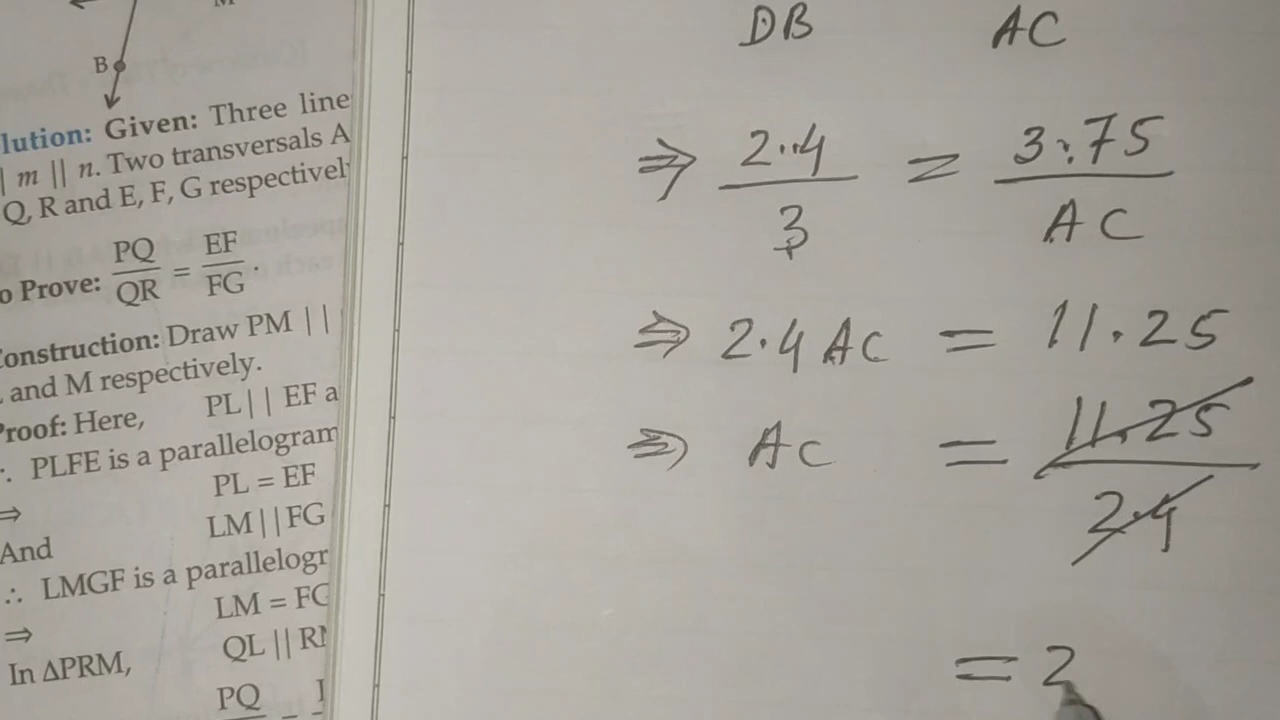 B
lution: Given: Three line
| m || n. Two transversals A
Q, R and E, F, G respectivel
o Prove: PQ/QR = EF/FG.
Construction: Draw PM ||
and M respectively.
Proof: Here, PL || EF a
∴ PLFE is a parallelogram
PL = EF
⇒ LM || FG
And
∴ LMGF is a parallelogr
LM = FG
⇒ QL || RM
In ΔPRM,
PQ
DB AC
⇒ 2.4/3 = 3.75/AC
⇒ 2.4 AC = 11.25
⇒ AC = 11.25/2.4
= 2